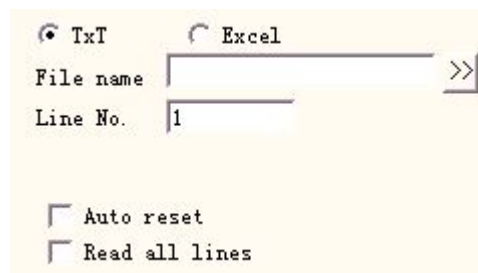 TxT Excel
File name >>
Line No. 1
Auto reset
Read all lines